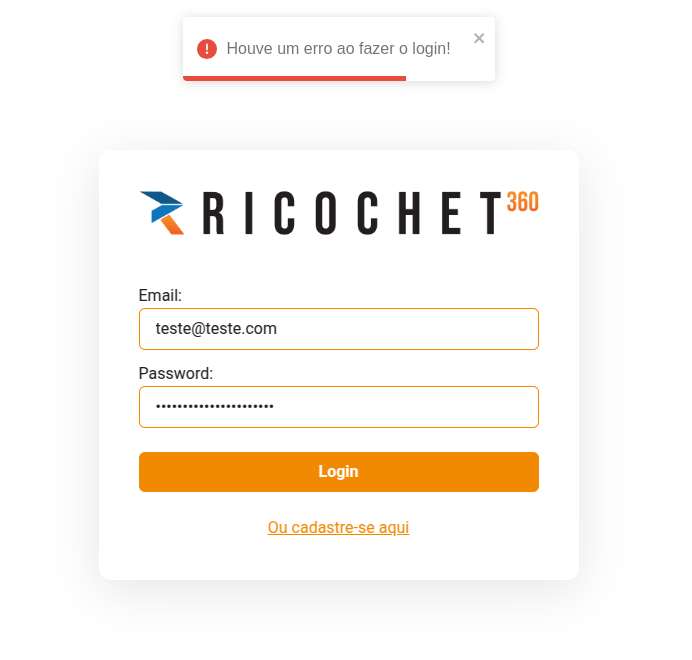 Houve um erro ao fazer o login!
RICOCHET 360
Email:
teste@teste.com
Password:
••••••••••••••••••••••
Login
Ou cadastre-se aqui